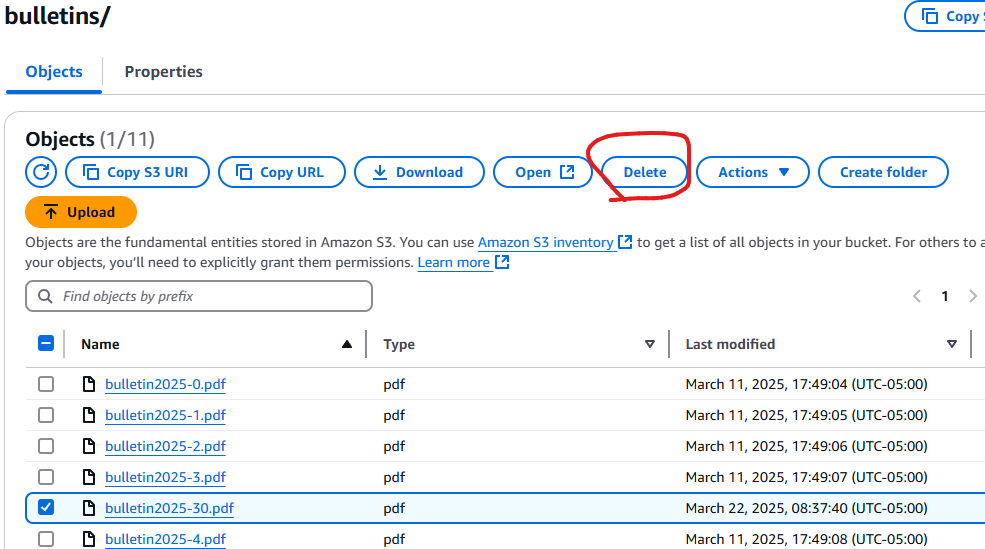 bulletins/
Copy
Objects Properties
Objects (1/11)
Copy S3 URI Copy URL Download Open Delete Actions Create folder
Upload
Objects are the fundamental entities stored in Amazon S3. You can use Amazon S3 inventory to get a list of all objects in your bucket. For others to
your objects, you’ll need to explicitly grant them permissions. Learn more
Find objects by prefix
1
Name Type Last modified
bulletin2025-0.pdf pdf March 11, 2025, 17:49:04 (UTC-05:00)
bulletin2025-1.pdf pdf March 11, 2025, 17:49:05 (UTC-05:00)
bulletin2025-2.pdf pdf March 11, 2025, 17:49:06 (UTC-05:00)
bulletin2025-3.pdf pdf March 11, 2025, 17:49:07 (UTC-05:00)
bulletin2025-30.pdf pdf March 22, 2025, 08:37:40 (UTC-05:00)
bulletin2025-4.pdf pdf March 11, 2025, 17:49:08 (UTC-05:00)